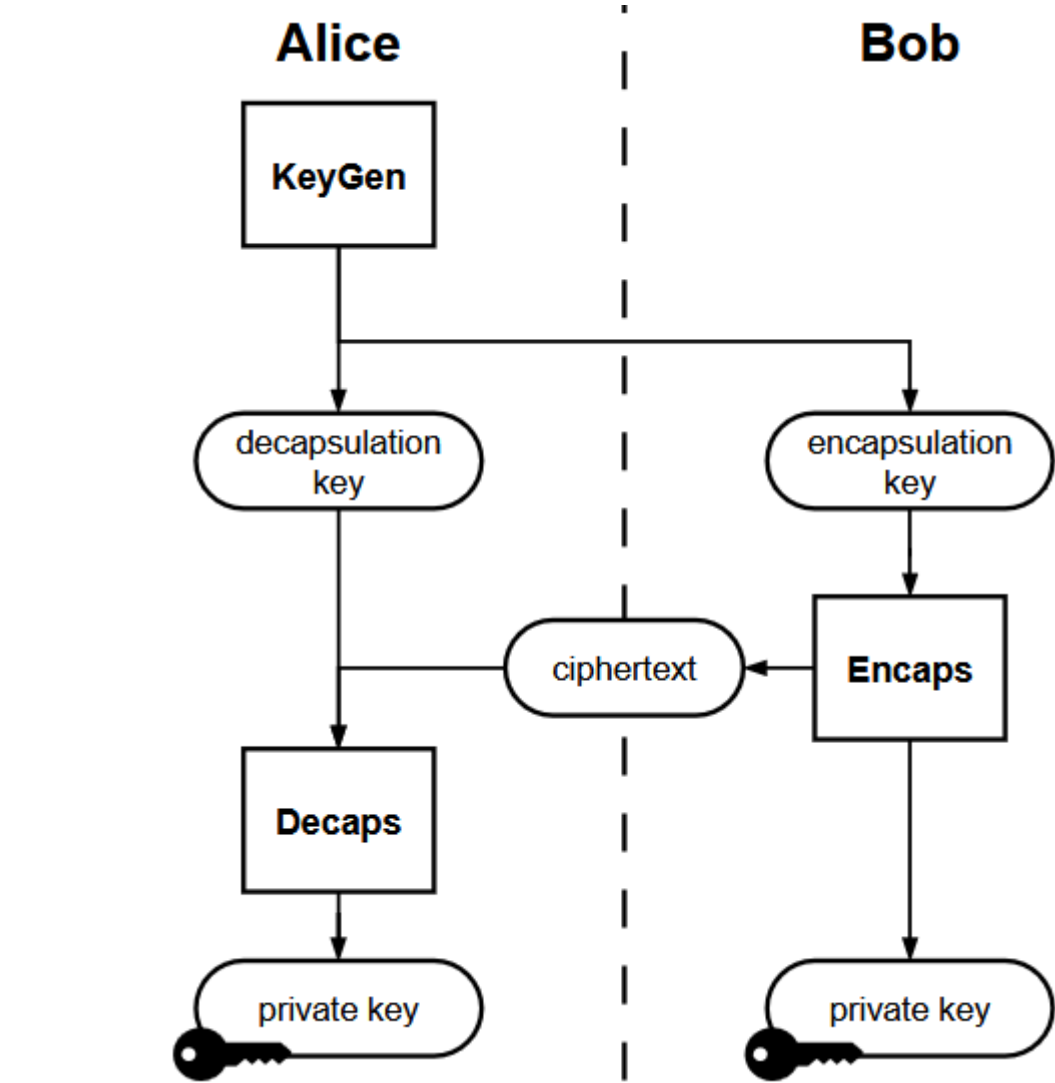 Alice
Bob
KeyGen
decapsulation
key
encapsulation
key
ciphertext
Encaps
Decaps
private key
private key